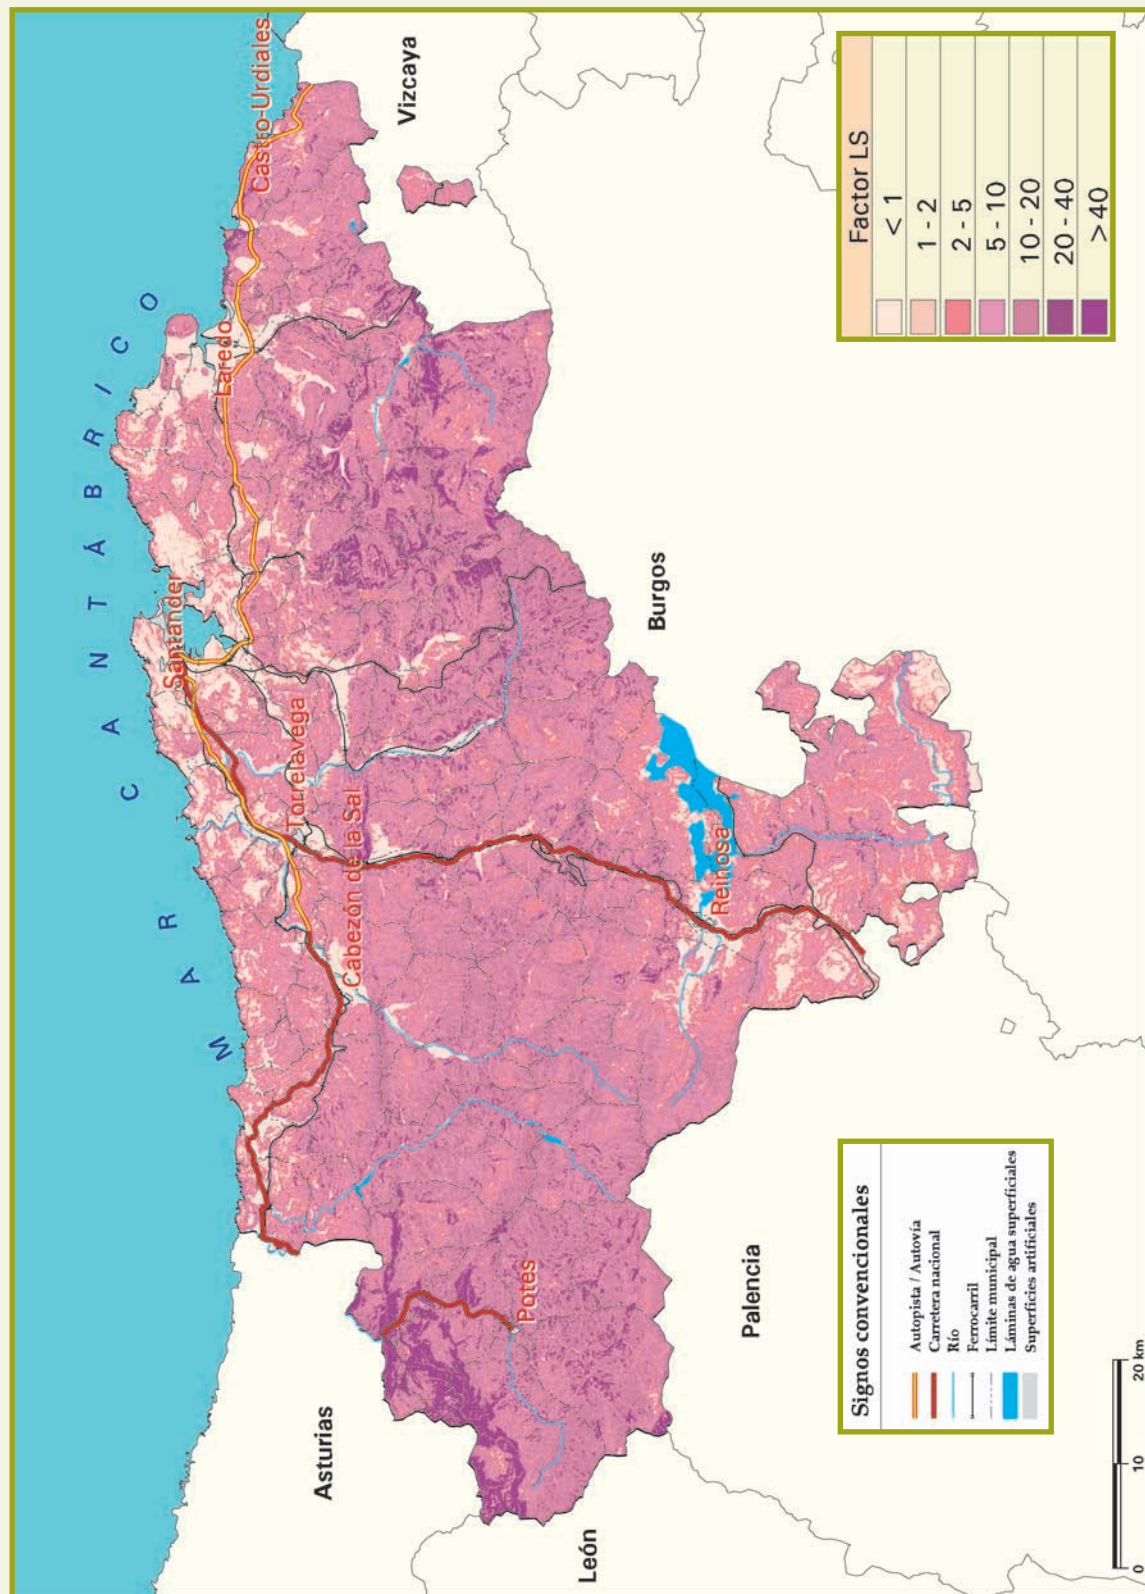 MAR CANTÁBRICO
Castro-Urdiales
Laredo
Santander
Torrelavega
Cabezón de la Sal
Reinosa
Potes
Vizcaya
Burgos
Palencia
Asturias
León
Factor LS
< 1
1 - 2
2 - 5
5 - 10
10 - 20
20 - 40
> 40
Signos convencionales
Autopista / Autovía
Carretera nacional
Río
Ferrocarril
Límite municipal
Láminas de agua superficiales
Superficies artificiales
0 10 20 km